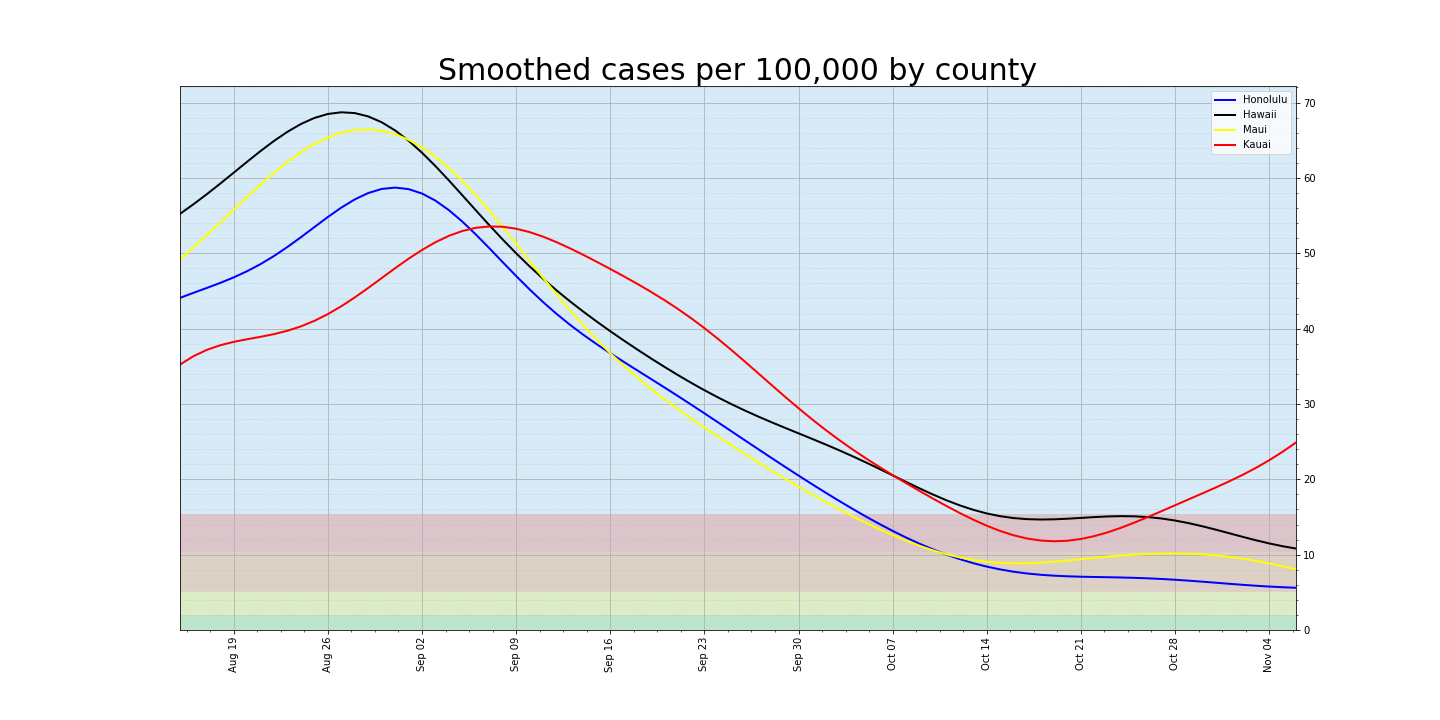 Smoothed cases per 100,000 by county
Honolulu
Hawaii
Maui
Kauai
70
60
50
40
30
20
10
0
Aug 19
Aug 26
Sep 02
Sep 09
Sep 16
Sep 23
Sep 30
Oct 07
Oct 14
Oct 21
Oct 28
Nov 04